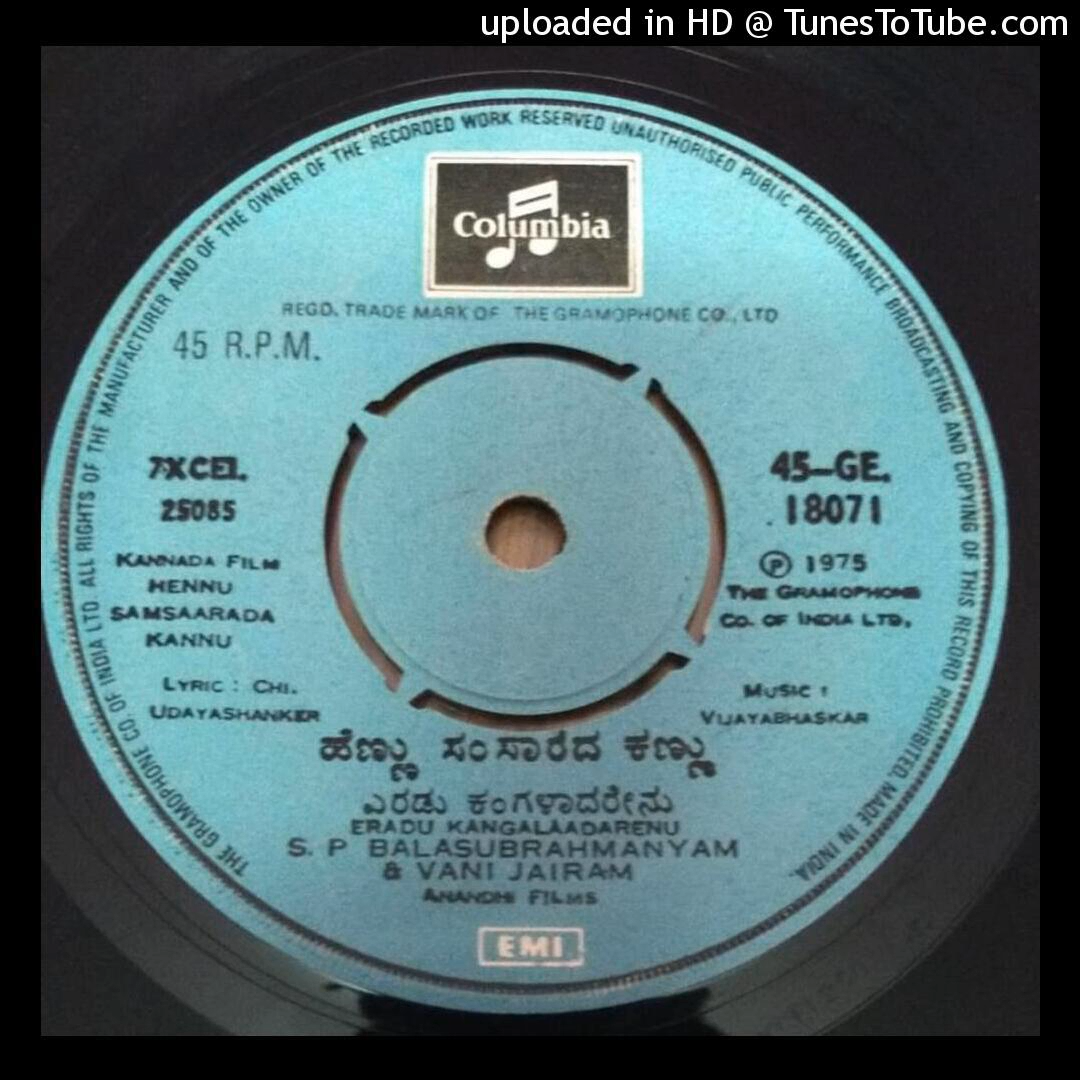 uploaded in HD @ TunesToTube.com
THE GRAMOPHONE CO OF INDIA LTD. ALL RIGHTS OF THE MANUFACTURER AND OF THE OWNER OF THE RECORDED WORK RESERVED UNAUTHORISED PUBLIC PERFORMANCE BROADCASTING AND COPYING OF THIS RECORD PROHIBITED. MADE IN INDIA.
Columbia
REGD. TRADE MARK OF THE GRAMOPHONE CO., LTD
45 R.P.M.
7XCEL. 45-GE.
25085 18071
KANNADA FILM ℗ 1975
HENNU THE GRAMOPHONE
SAMSAARADA CO. OF INDIA LTD,
KANNU
LYRIC : CHI. MUSIC :
UDAYASHANKER VIJAYABHASKAR
ಹೆಣ್ಣು ಸಂಸಾರದ ಕಣ್ಣು
ಎರಡು ಕಂಗಳಾದರೇನು
ERADU KANGALAADARENU
S. P BALASUBRAHMANYAM
& VANI JAIRAM
ANANDHI FILMS
EMI